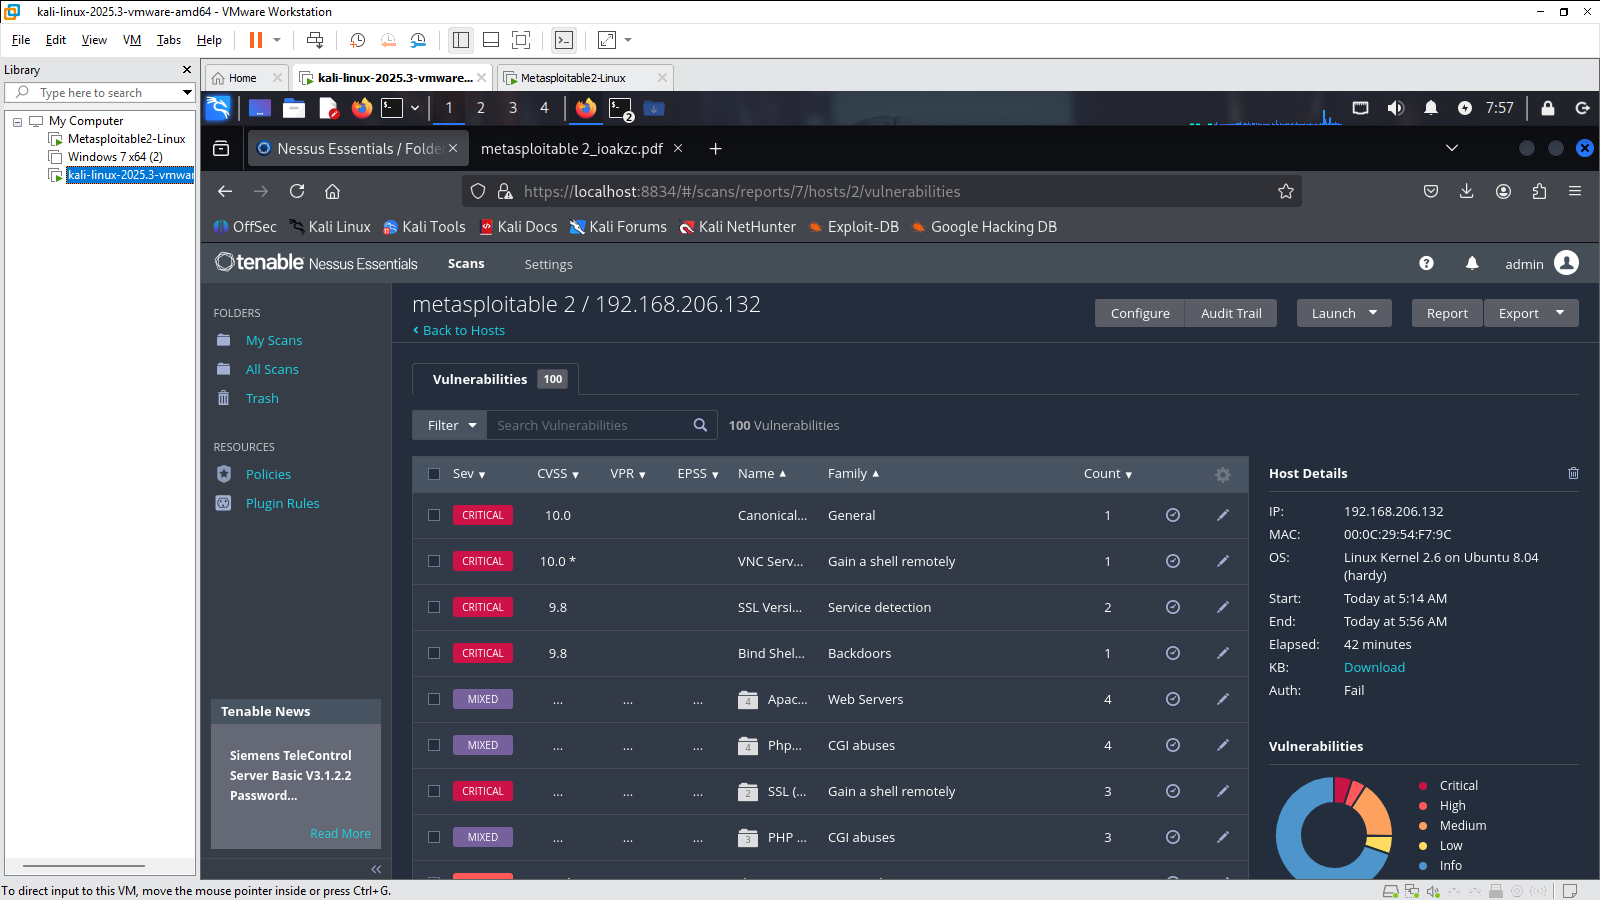 kali-linux-2025.3-vmware-amd64 - VMware Workstation
File Edit View VM Tabs Help
Library
Type here to search
My Computer
Metasploitable2-Linux
Windows 7 x64 (2)
kali-linux-2025.3-vmwar
Home kali-linux-2025.3-vmware... Metasploitable2-Linux
1 2 3 4 2 7:57
Nessus Essentials / Folde metasploitable 2_ioakzc.pdf
https://localhost:8834/#/scans/reports/7/hosts/2/vulnerabilities
OffSec Kali Linux Kali Tools Kali Docs Kali Forums Kali NetHunter Exploit-DB Google Hacking DB
tenable Nessus Essentials Scans Settings admin
FOLDERS
My Scans
All Scans
Trash
RESOURCES
Policies
Plugin Rules
Tenable News
Siemens TeleControl
Server Basic V3.1.2.2
Password...
Read More
metasploitable 2 / 192.168.206.132
Back to Hosts
Configure Audit Trail Launch Report Export
Vulnerabilities 100
Filter Search Vulnerabilities 100 Vulnerabilities
Sev CVSS VPR EPSS Name Family Count
CRITICAL 10.0 Canonical... General 1
CRITICAL 10.0 * VNC Serv... Gain a shell remotely 1
CRITICAL 9.8 SSL Versi... Service detection 2
CRITICAL 9.8 Bind Shel... Backdoors 1
MIXED ... ... ... 4 Apac... Web Servers 4
MIXED ... ... ... 4 Php... CGI abuses 4
CRITICAL ... ... ... 2 SSL (... Gain a shell remotely 3
MIXED ... ... ... 3 PHP ... CGI abuses 3
Host Details
IP: 192.168.206.132
MAC: 00:0C:29:54:F7:9C
OS: Linux Kernel 2.6 on Ubuntu 8.04
(hardy)
Start: Today at 5:14 AM
End: Today at 5:56 AM
Elapsed: 42 minutes
KB: Download
Auth: Fail
Vulnerabilities
Critical
High
Medium
Low
Info
To direct input to this VM, move the mouse pointer inside or press Ctrl+G.